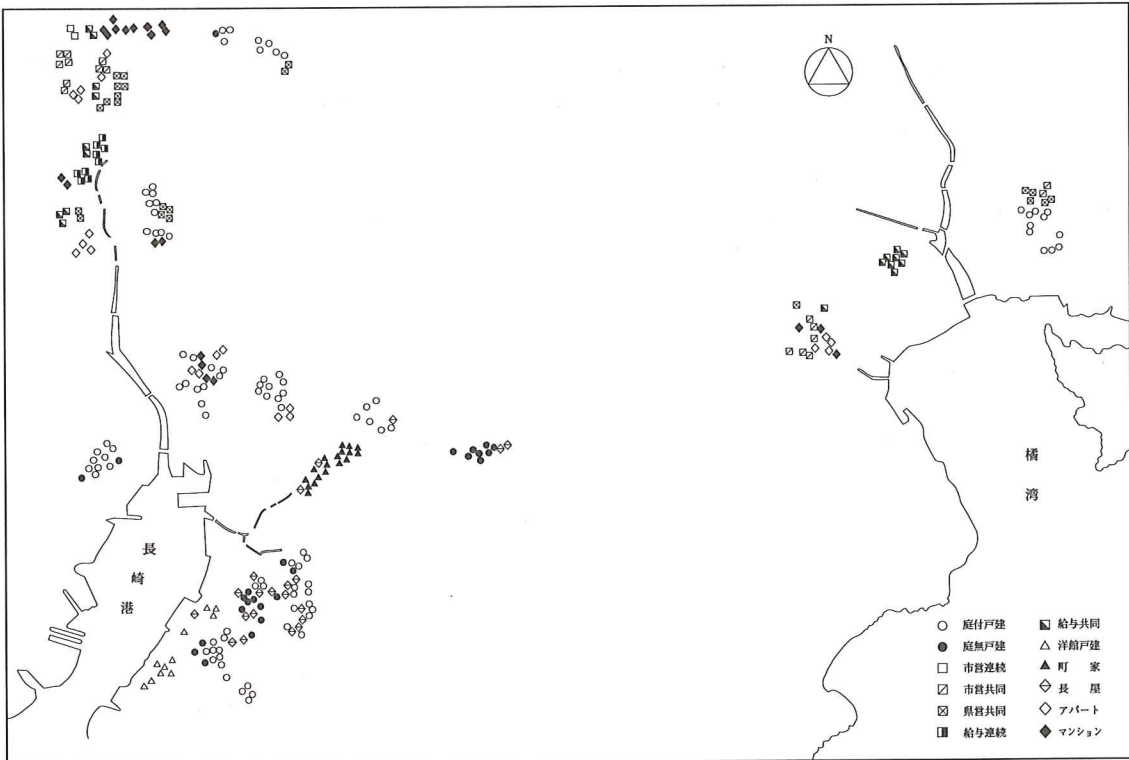 N
長崎港
橘湾
庭付戸建
庭無戸建
市営連続
市営共同
県営共同
給与連続
給与共同
洋館戸建
町家
長屋
アパート
マンション